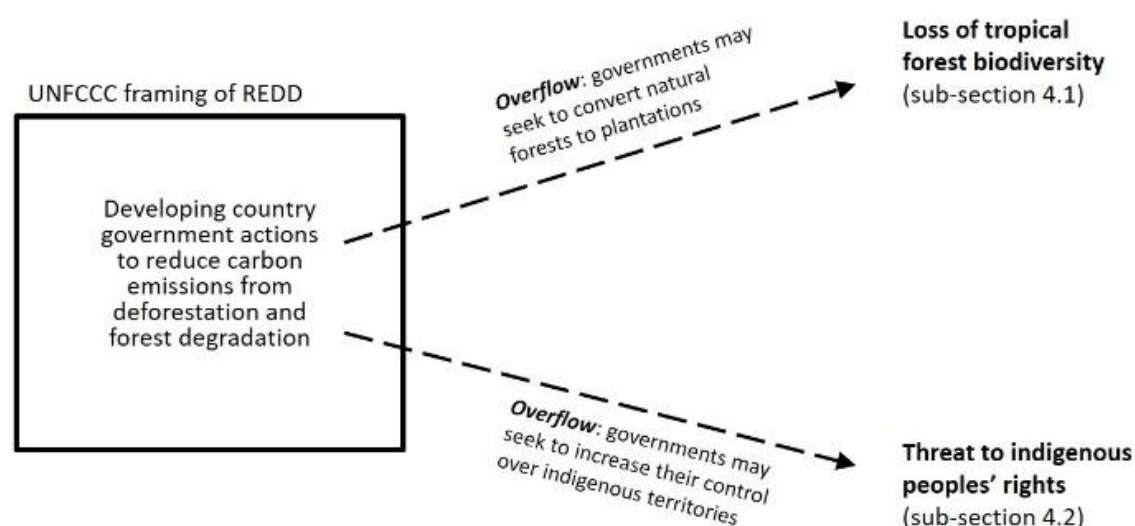 UNFCCC framing of REDD
Developing country
government actions
to reduce carbon
emissions from
deforestation and
forest degradation
Overflow: governments may
seek to convert natural
forests to plantations
Loss of tropical
forest biodiversity
(sub-section 4.1)
Overflow: governments may
seek to increase their control
over indigenous territories
Threat to indigenous
peoples’ rights
(sub-section 4.2)